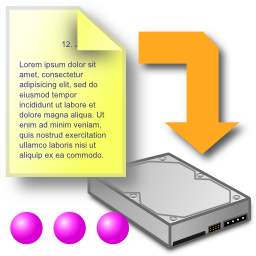 12. .
Lorem ipsum dolor sit
amet, consectetur
adipisicing elit, sed do
eiusmod tempor
incididunt ut labore et
dolore magna aliqua. Ut
enim ad minim veniam,
quis nostrud exercitation
ullamco laboris nisi ut
aliquip ex ea commodo.